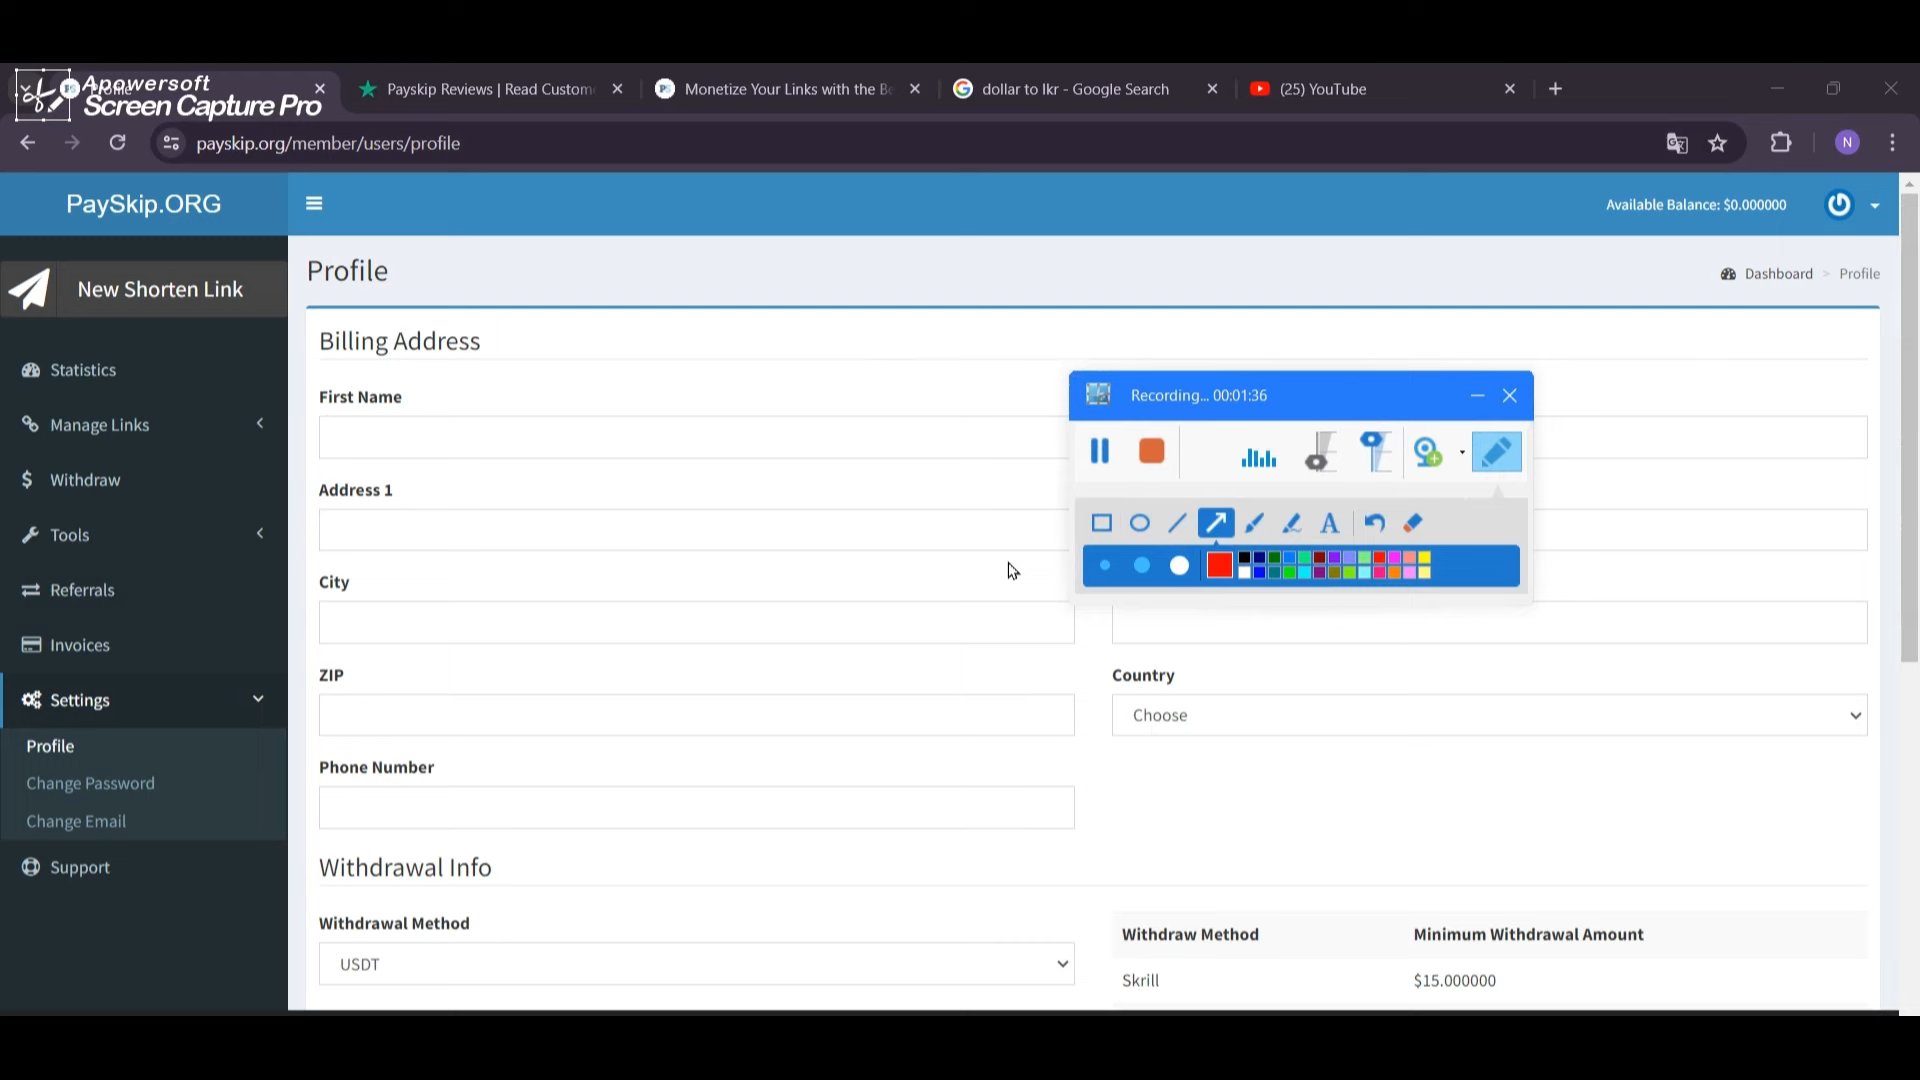 Apowersoft
Screen Capture Pro
Payskip Reviews | Read Custom
Monetize Your Links with the Be
dollar to lkr - Google Search
(25) YouTube
payskip.org/member/users/profile
N
PaySkip.ORG
Available Balance: $0.000000
New Shorten Link
Profile
Dashboard > Profile
Billing Address
Statistics
First Name
Recording... 00:01:36
Manage Links
Withdraw
Address 1
Tools
A
City
Referrals
Invoices
ZIP
Country
Settings
Choose
Profile
Phone Number
Change Password
Change Email
Support
Withdrawal Info
Withdrawal Method
Withdraw Method Minimum Withdrawal Amount
USDT
Skrill $15.000000